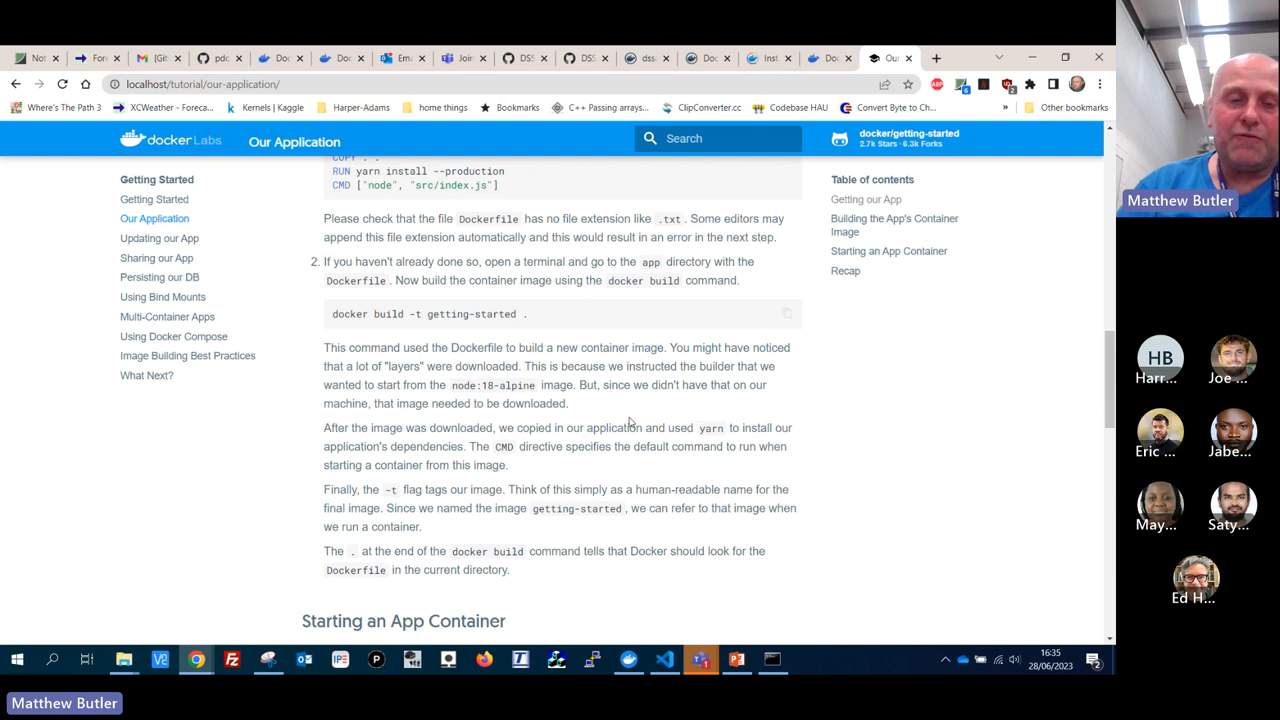 Not
Forc
M [Git
pdc
Doc
Doc
Ema
Join
DSS
DSS
dss
Doc
Inst
Doc
Our
localhost/tutorial/our-application/
Where's The Path 3
XCWeather - Foreca...
Kernels | Kaggle
Harper-Adams
home things
Bookmarks
C++ Passing arrays...
ClipConverter.cc
Codebase HAU
Convert Byte to Ch...
»
Other bookmarks
docker LABS
Our Application
Search
docker/getting-started
2.7k Stars · 6.3k Forks
Getting Started
Getting Started
Our Application
Updating our App
Sharing our App
Persisting our DB
Using Bind Mounts
Multi-Container Apps
Using Docker Compose
Image Building Best Practices
What Next?
COPY . .
RUN yarn install --production
CMD ["node", "src/index.js"]
Please check that the file Dockerfile has no file extension like .txt. Some editors may
append this file extension automatically and this would result in an error in the next step.
2. If you haven't already done so, open a terminal and go to the app directory with the
Dockerfile. Now build the container image using the docker build command.
docker build -t getting-started .
This command used the Dockerfile to build a new container image. You might have noticed
that a lot of "layers" were downloaded. This is because we instructed the builder that we
wanted to start from the node:18-alpine image. But, since we didn't have that on our
machine, that image needed to be downloaded.
After the image was downloaded, we copied in our application and used yarn to install our
application's dependencies. The CMD directive specifies the default command to run when
starting a container from this image.
Finally, the -t flag tags our image. Think of this simply as a human-readable name for the
final image. Since we named the image getting-started, we can refer to that image when
we run a container.
The . at the end of the docker build command tells that Docker should look for the
Dockerfile in the current directory.
Starting an App Container
Table of contents
Getting our App
Building the App's Container
Image
Starting an App Container
Recap
Matthew Butler
HB
Harr...
Joe ...
Eric ...
Jabe...
May...
Saty...
Ed H...
16:35
28/06/2023
2
Matthew Butler